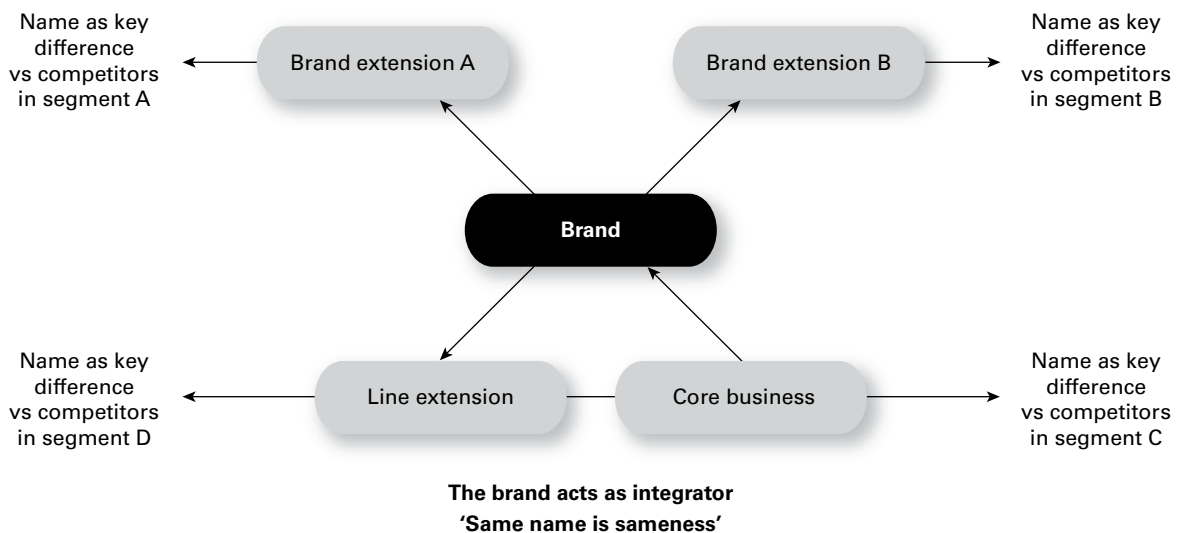 Name as key
difference
vs competitors
in segment A
Brand extension A
Brand extension B
Name as key
difference
vs competitors
in segment B
Brand
Name as key
difference
vs competitors
in segment D
Line extension
Core business
Name as key
difference
vs competitors
in segment C
The brand acts as integrator
‘Same name is sameness’